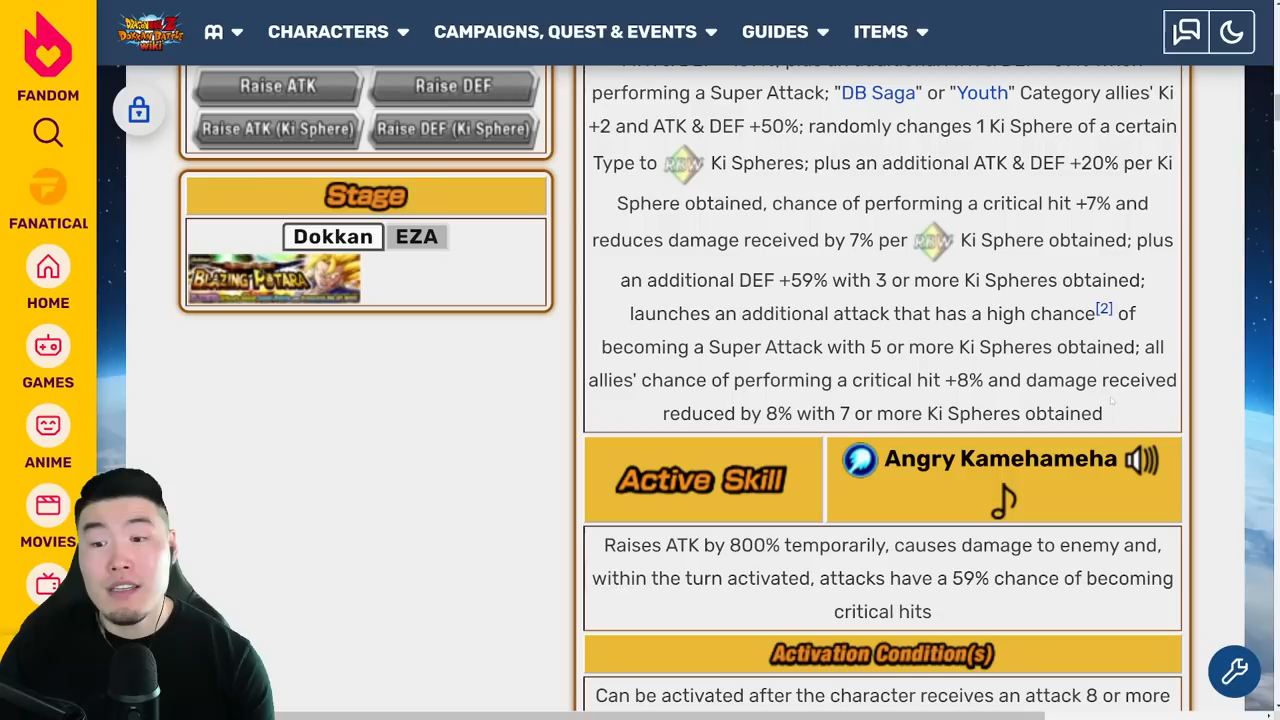 DRAGON BALL Z DOKKAN BATTLE WIKI
CHARACTERS
CAMPAIGNS, QUEST & EVENTS
GUIDES
ITEMS
FANDOM
FANATICAL
HOME
GAMES
ANIME
MOVIES
Raise ATK
Raise DEF
Raise ATK (Ki Sphere)
Raise DEF (Ki Sphere)
Stage
Dokkan EZA
BLAZING POTARA
performing a Super Attack; "DB Saga" or "Youth" Category allies' Ki
+2 and ATK & DEF +50%; randomly changes 1 Ki Sphere of a certain
Type to RBW Ki Spheres; plus an additional ATK & DEF +20% per Ki
Sphere obtained, chance of performing a critical hit +7% and
reduces damage received by 7% per RBW Ki Sphere obtained; plus
an additional DEF +59% with 3 or more Ki Spheres obtained;
launches an additional attack that has a high chance[2] of
becoming a Super Attack with 5 or more Ki Spheres obtained; all
allies' chance of performing a critical hit +8% and damage received
reduced by 8% with 7 or more Ki Spheres obtained
Active Skill
Angry Kamehameha
Raises ATK by 800% temporarily, causes damage to enemy and,
within the turn activated, attacks have a 59% chance of becoming
critical hits
Activation Condition(s)
Can be activated after the character receives an attack 8 or more